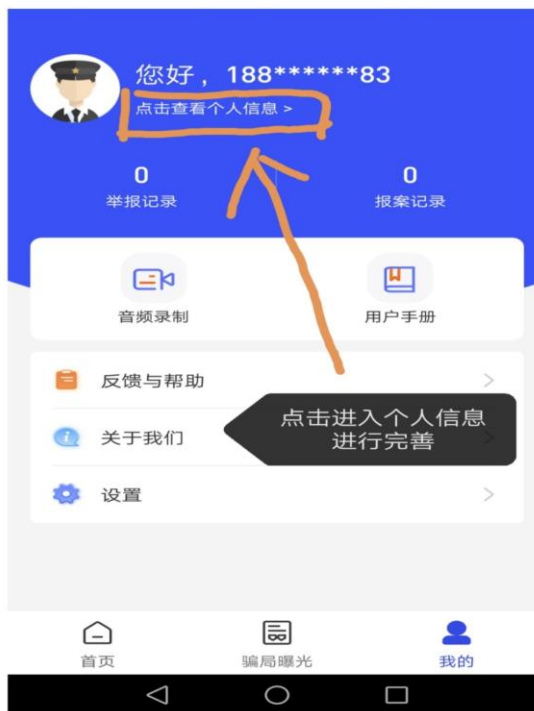 您好，188******83
点击查看个人信息 >
0
举报记录
0
报案记录
音频录制
用户手册
反馈与帮助
关于我们
点击进入个人信息
进行完善
设置
首页
骗局曝光
我的